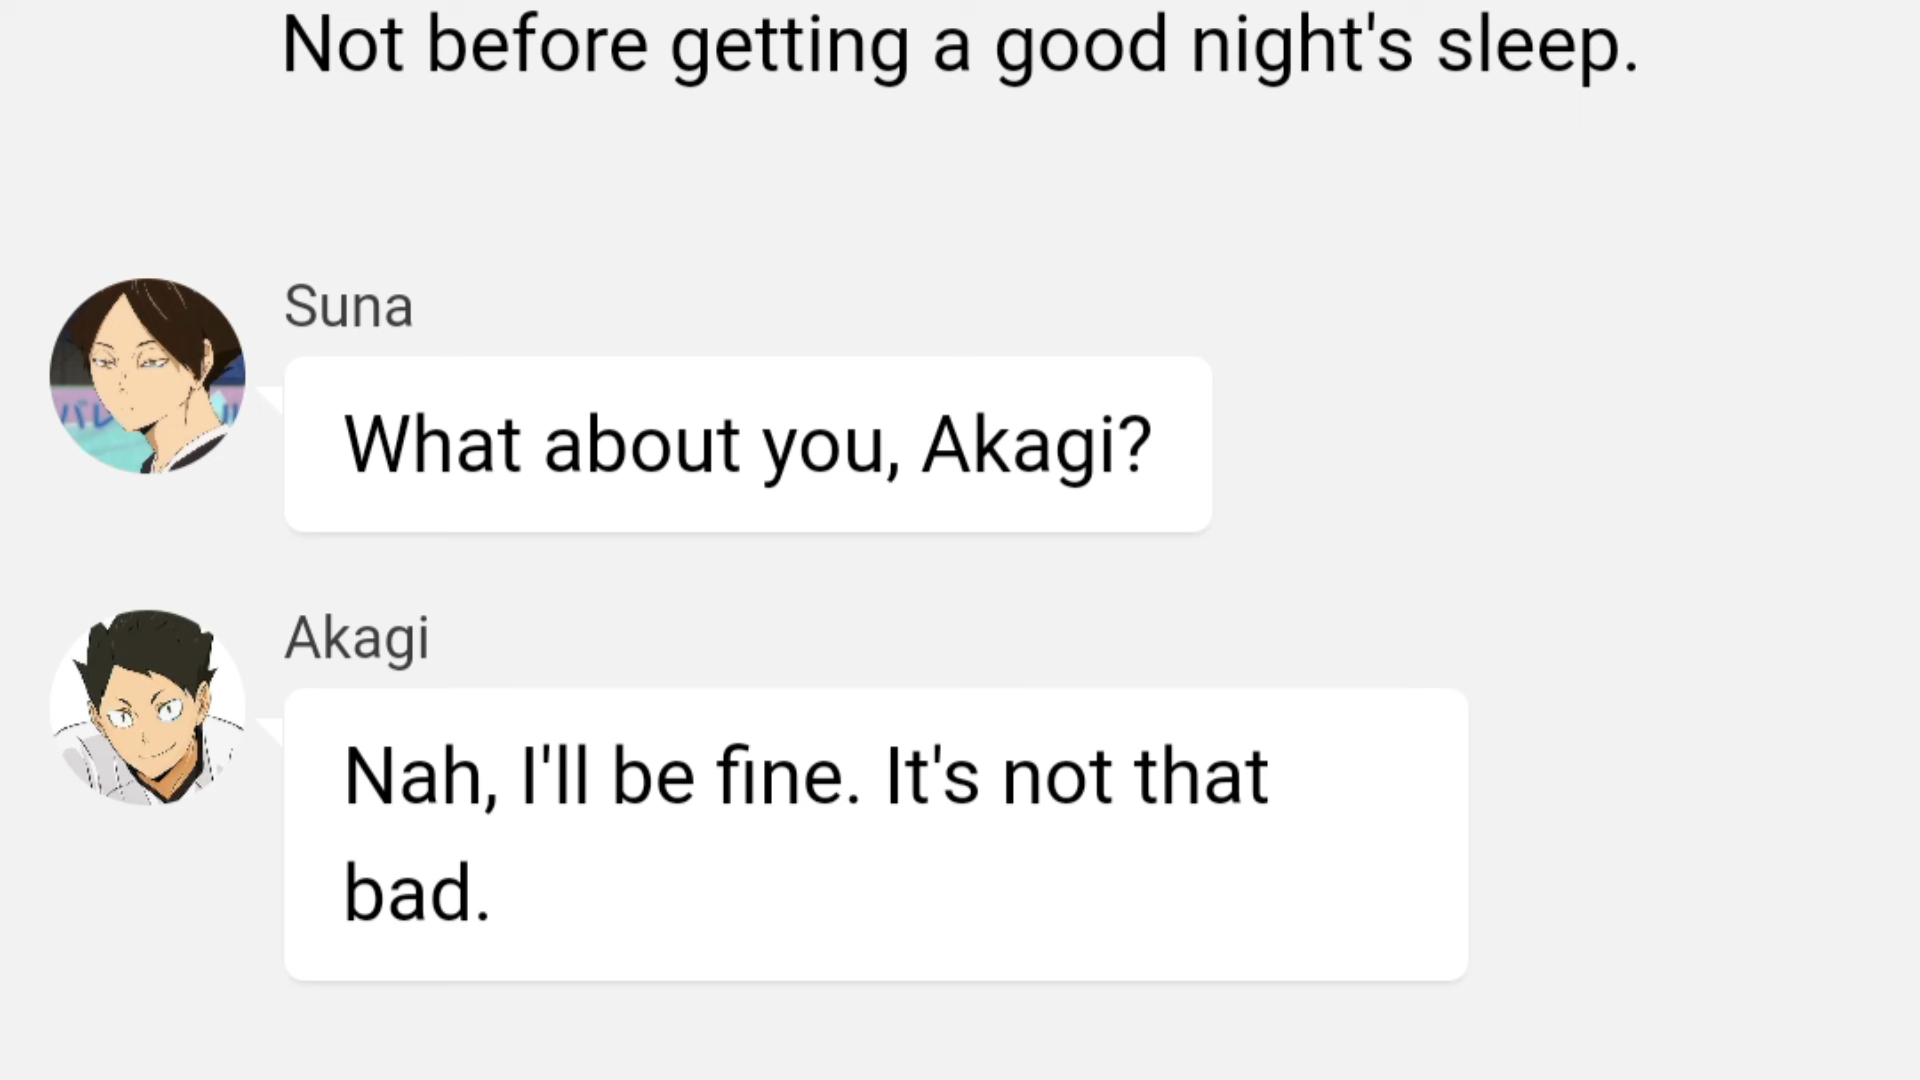 Not before getting a good night's sleep.
Suna
What about you, Akagi?
Akagi
Nah, I'll be fine. It's not that
bad.